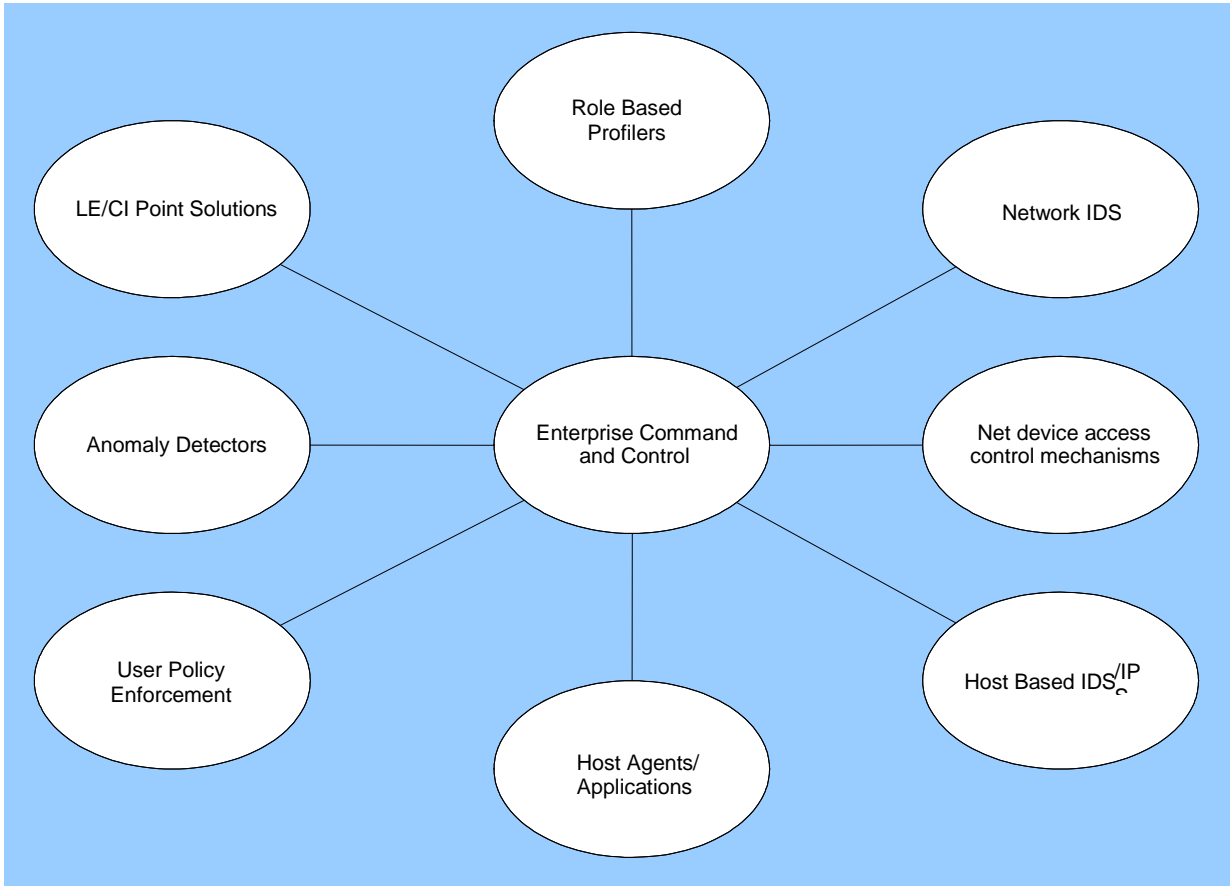 Role Based
Profilers
LE/CI Point Solutions
Network IDS
Anomaly Detectors
Enterprise Command
and Control
Net device access
control mechanisms
User Policy
Enforcement
Host Based IDS/IP
Host Agents/
Applications